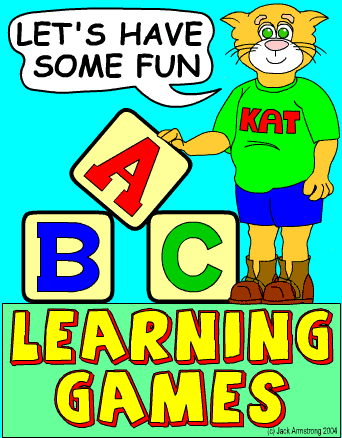 LET'S HAVE
SOME FUN
KAT
A
B C
LEARNING
GAMES
(c) Jack Armstrong 2004